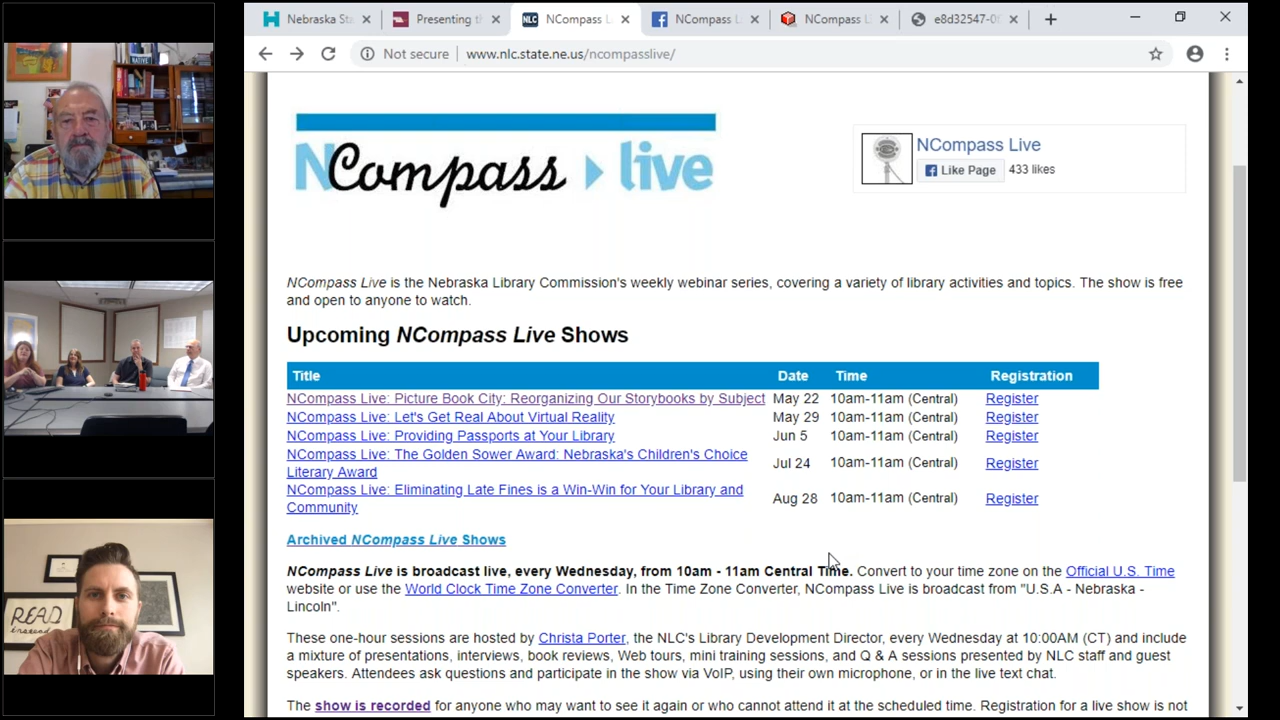 NATIVE
READ
instead
Nebraska Sta
Presenting th
NCompass Li
NCompass L
NCompass Li
e8d32547-0
Not secure
www.nlc.state.ne.us/ncompasslive/
NCompass live
NCompass Live
Like Page 433 likes
NCompass Live is the Nebraska Library Commission's weekly webinar series, covering a variety of library activities and topics. The show is free
and open to anyone to watch.
Upcoming NCompass Live Shows
Title Date Time Registration
NCompass Live: Picture Book City: Reorganizing Our Storybooks by Subject May 22 10am-11am (Central) Register
NCompass Live: Let's Get Real About Virtual Reality May 29 10am-11am (Central) Register
NCompass Live: Providing Passports at Your Library Jun 5 10am-11am (Central) Register
NCompass Live: The Golden Sower Award: Nebraska's Children's Choice
Literary Award Jul 24 10am-11am (Central) Register
NCompass Live: Eliminating Late Fines is a Win-Win for Your Library and
Community Aug 28 10am-11am (Central) Register
Archived NCompass Live Shows
NCompass Live is broadcast live, every Wednesday, from 10am - 11am Central Time. Convert to your time zone on the Official U.S. Time
website or use the World Clock Time Zone Converter. In the Time Zone Converter, NCompass Live is broadcast from "U.S.A - Nebraska -
Lincoln".
These one-hour sessions are hosted by Christa Porter, the NLC's Library Development Director, every Wednesday at 10:00AM (CT) and include
a mixture of presentations, interviews, book reviews, Web tours, mini training sessions, and Q & A sessions presented by NLC staff and guest
speakers. Attendees ask questions and participate in the show via VoIP, using their own microphone, or in the live text chat.
The show is recorded for anyone who may want to see it again or who cannot attend it at the scheduled time. Registration for a live show is not